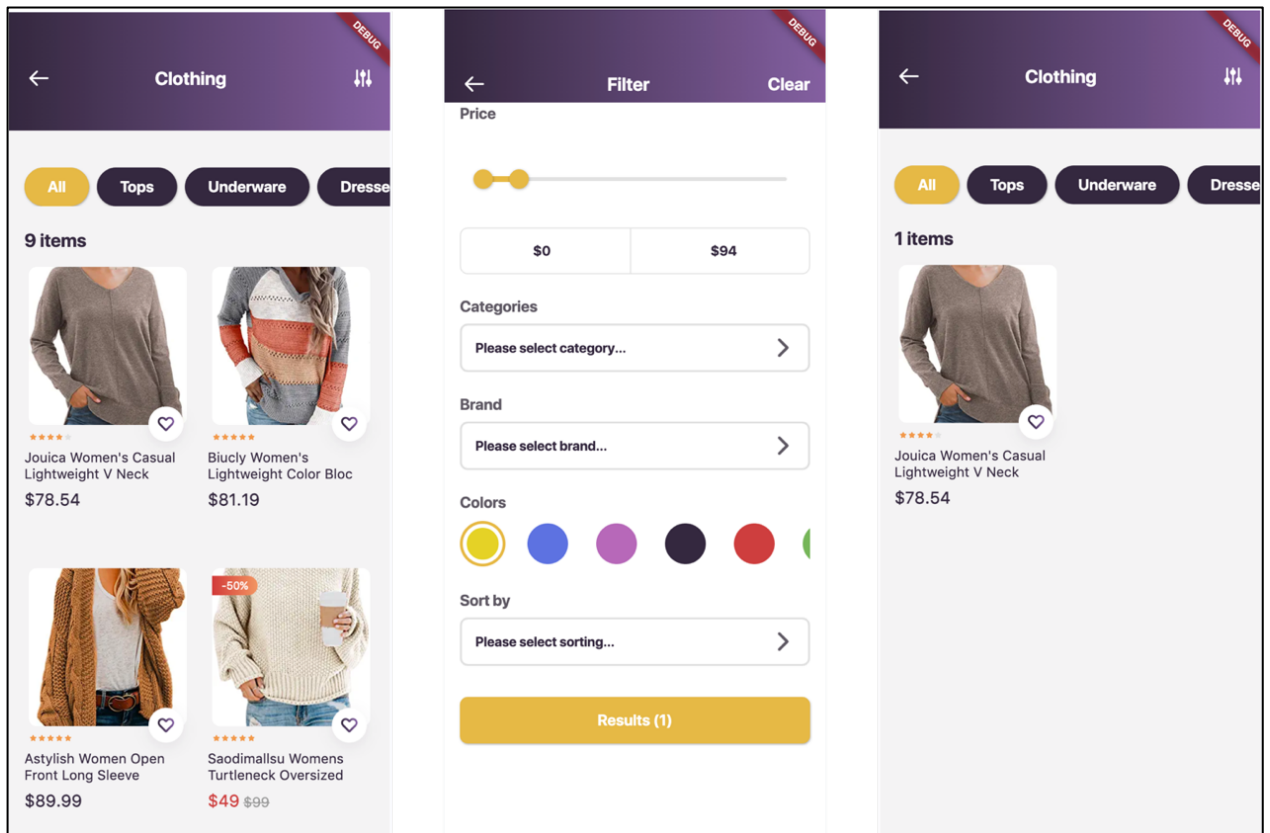 DEBUG
Clothing
All
Tops
Underware
Dresse
9 items
Jouica Women's Casual
Lightweight V Neck
$78.54
Biucly Women's
Lightweight Color Bloc
$81.19
-50%
Astylish Women Open
Front Long Sleeve
$89.99
Saodimallsu Womens
Turtleneck Oversized
$49 $99
DEBUG
Filter
Clear
Price
$0
$94
Categories
Please select category...
Brand
Please select brand...
Colors
Sort by
Please select sorting...
Results (1)
DEBUG
Clothing
All
Tops
Underware
Dresse
1 items
Jouica Women's Casual
Lightweight V Neck
$78.54